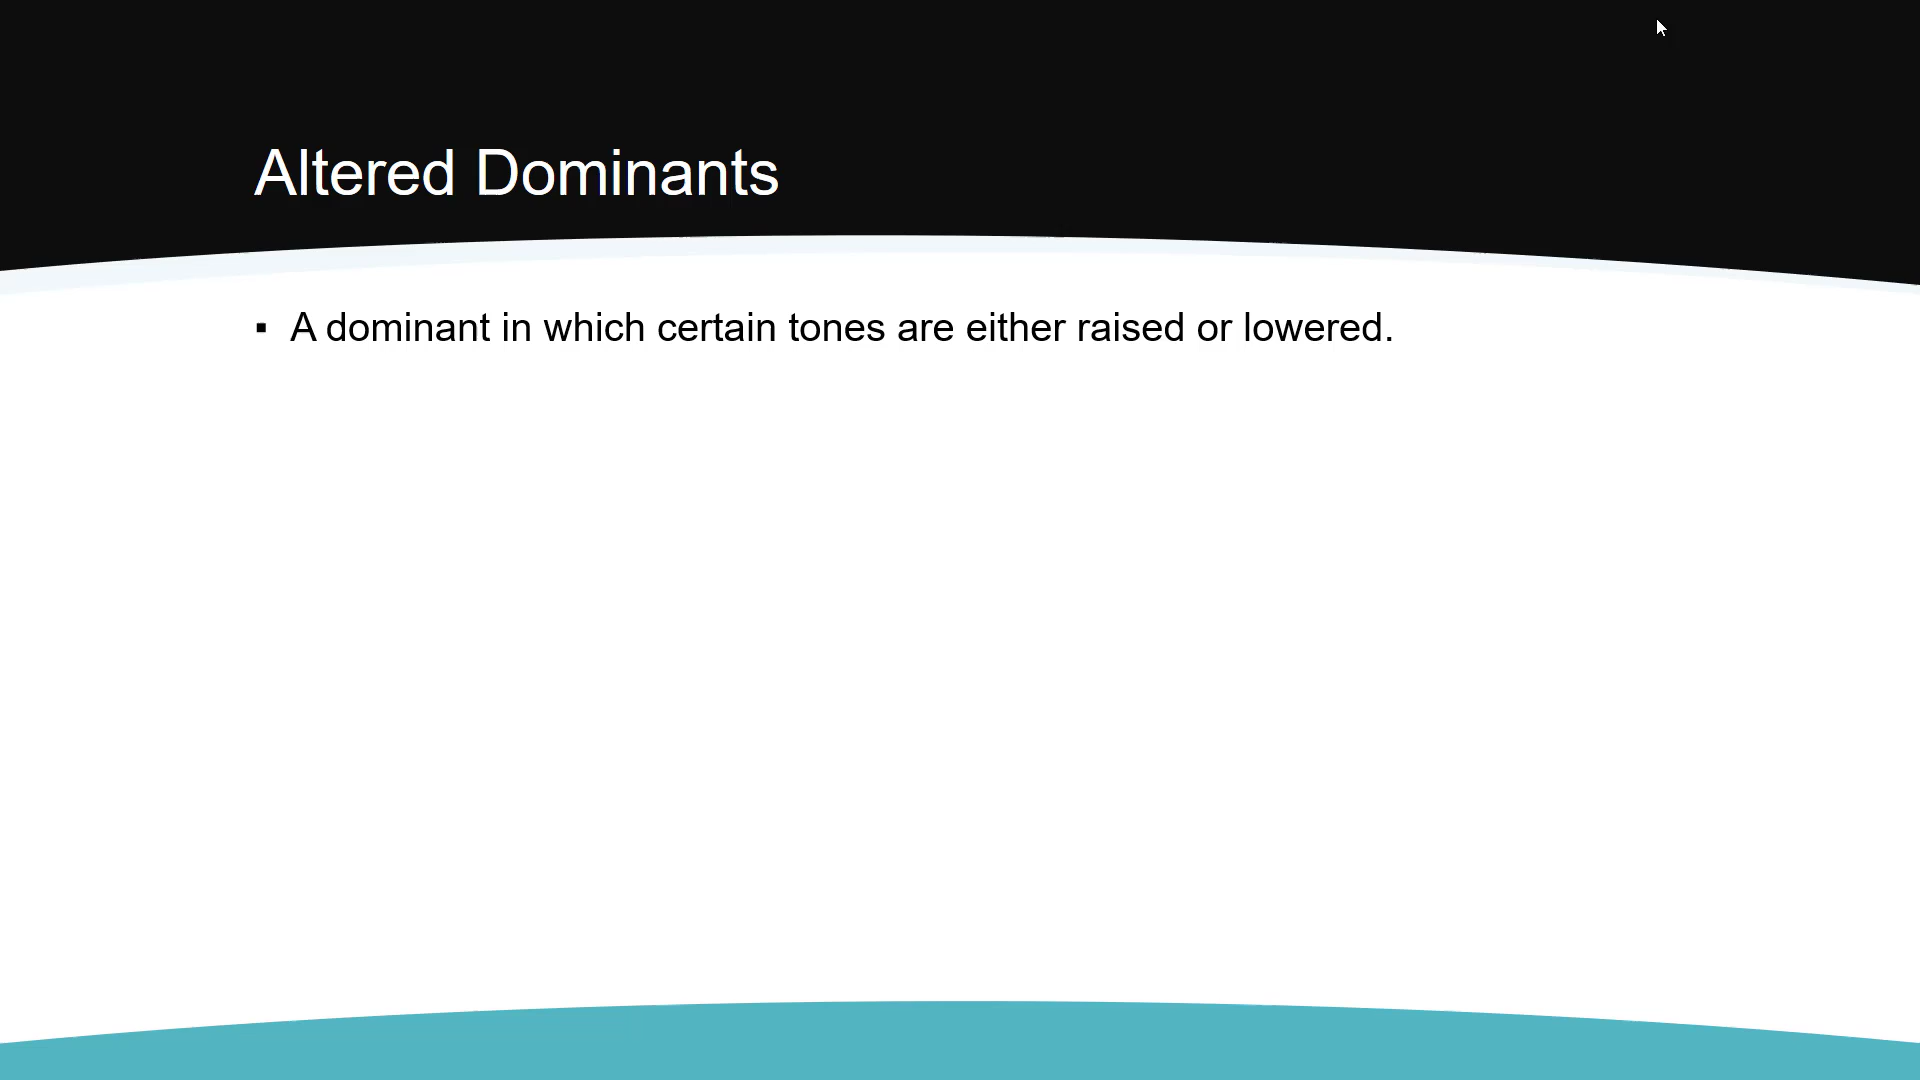 Altered Dominants
▪ A dominant in which certain tones are either raised or lowered.